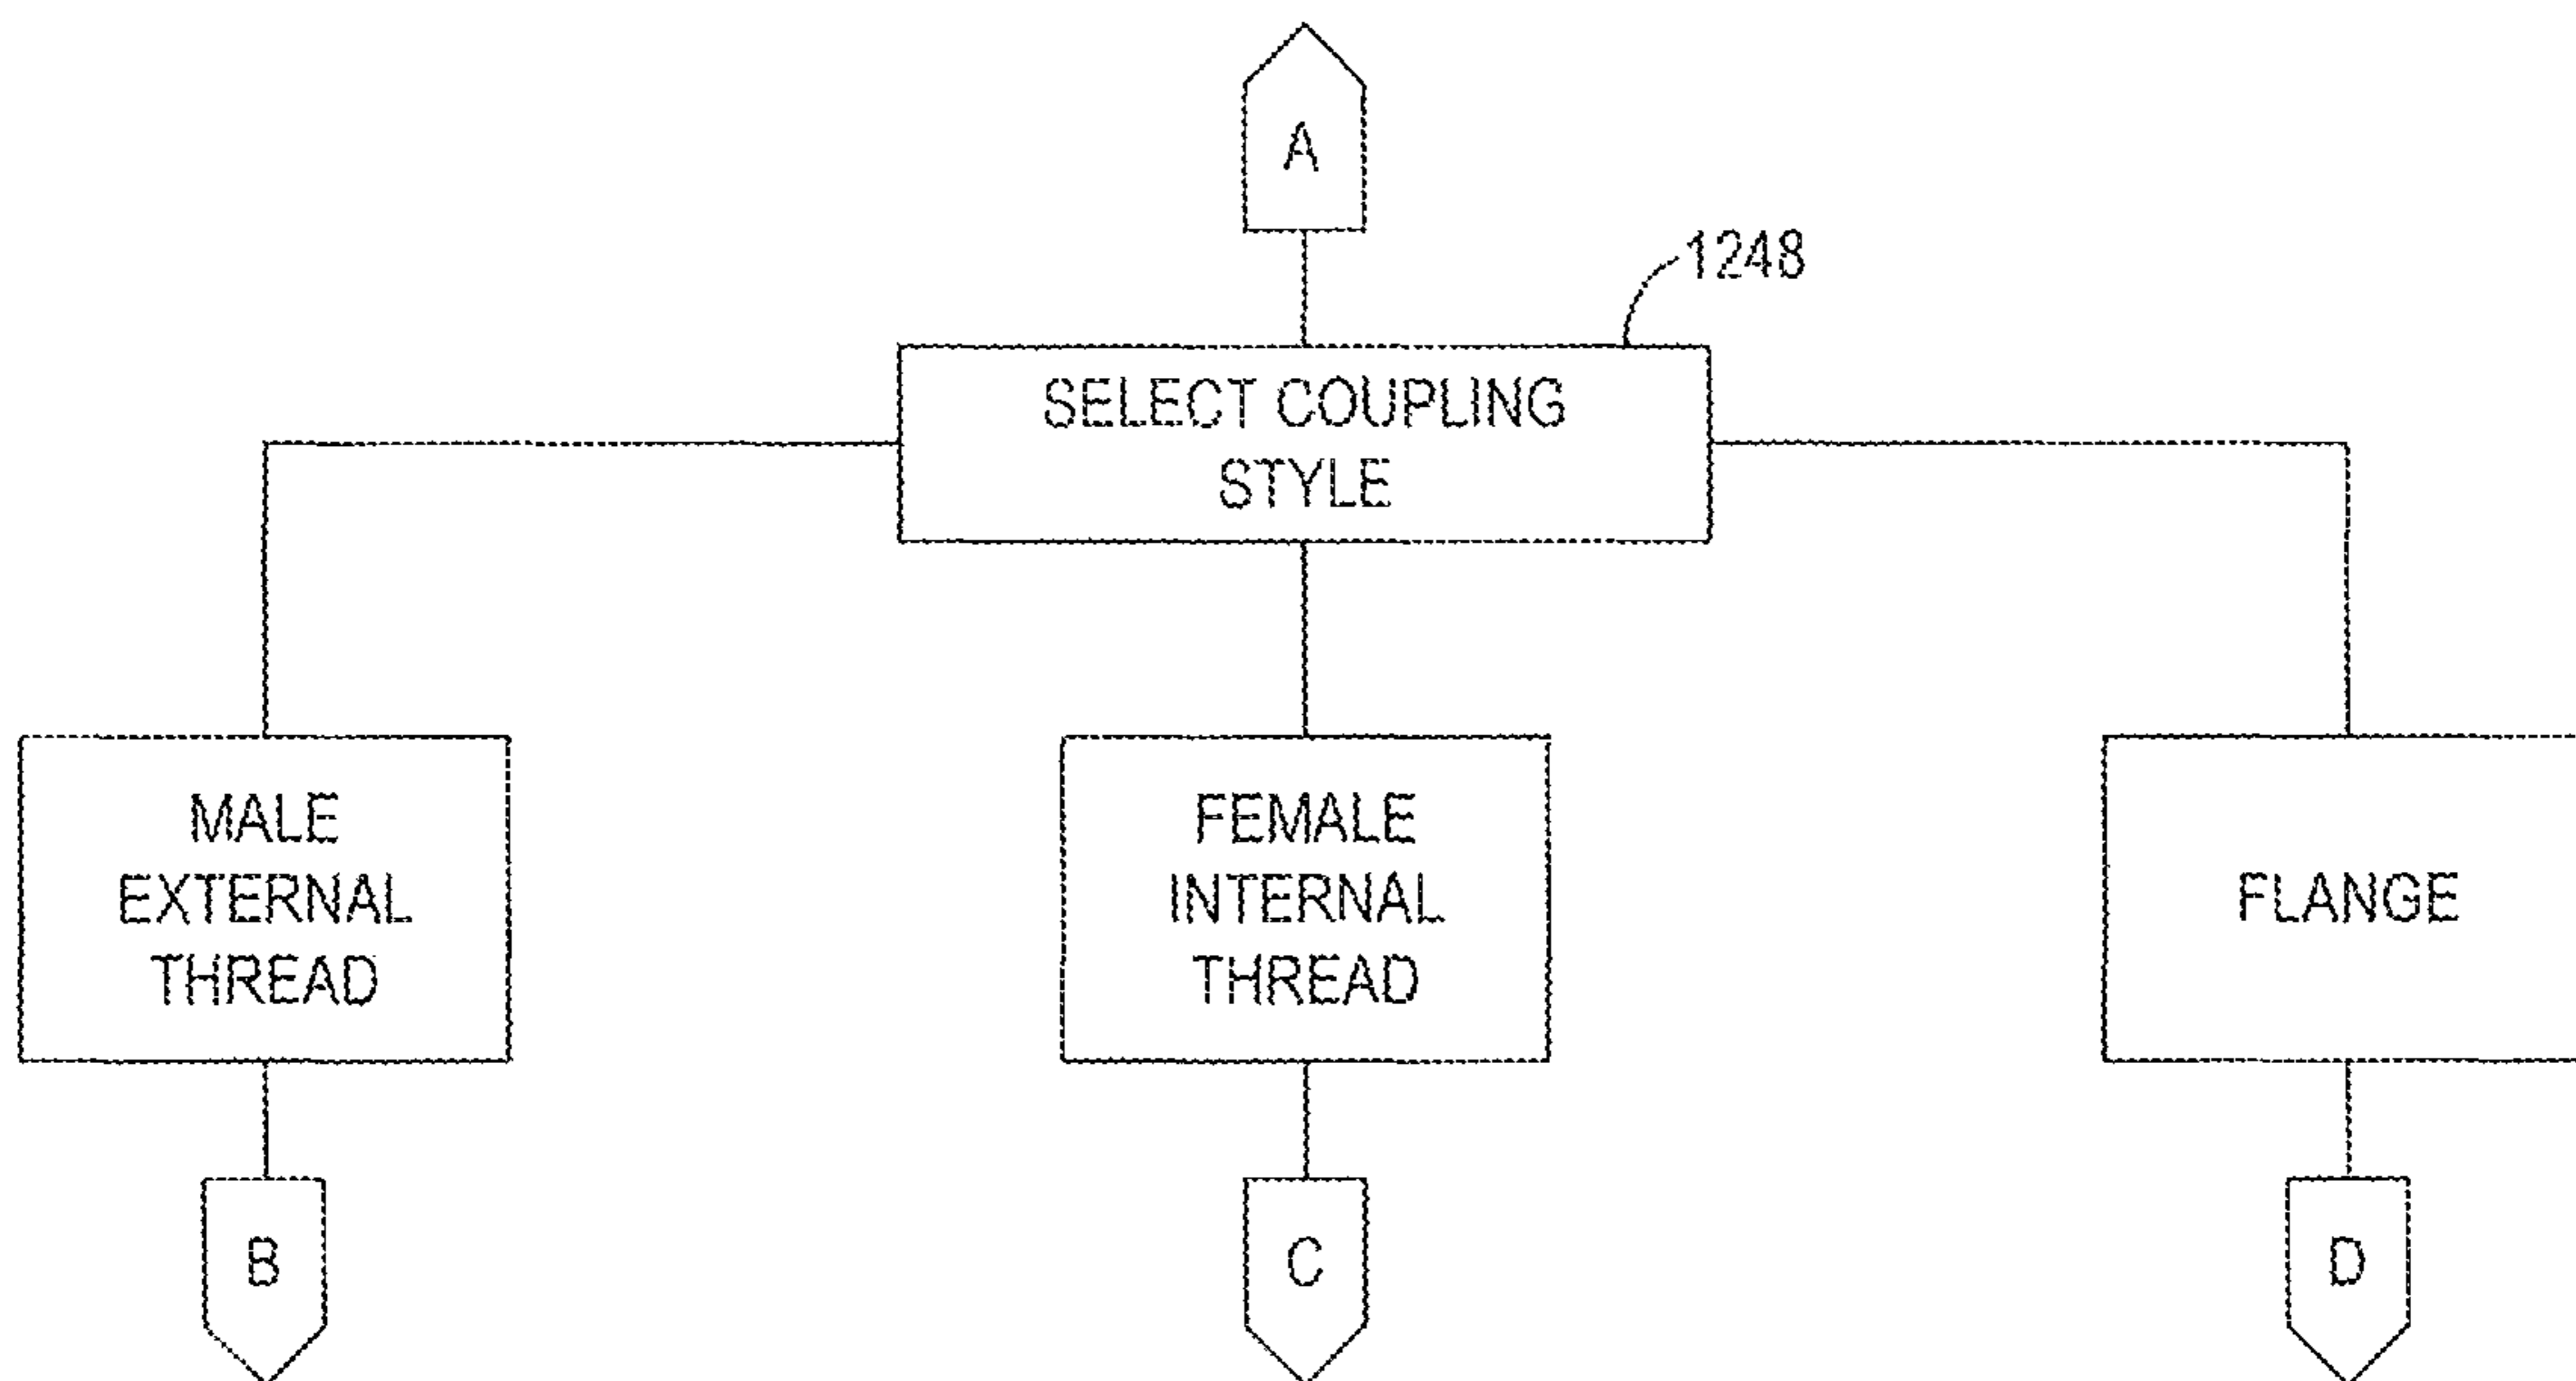 A
1248
SELECT COUPLING
STYLE
MALE
EXTERNAL
THREAD
FEMALE
INTERNAL
THREAD
FLANGE
B
C
D